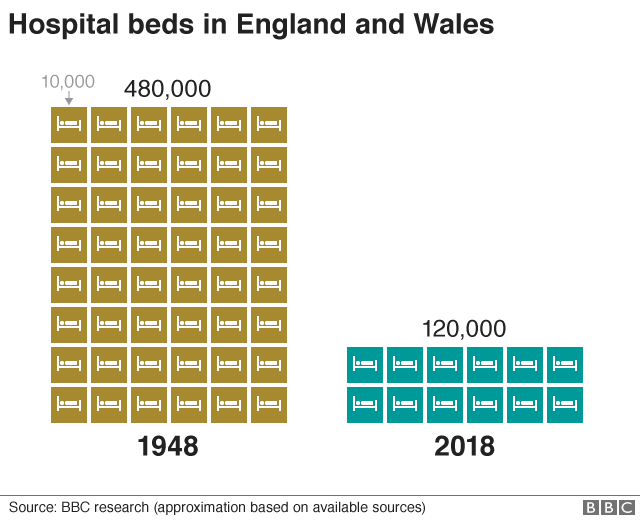 Hospital beds in England and Wales
10,000
480,000
120,000
1948
2018
Source: BBC research (approximation based on available sources)
BBC